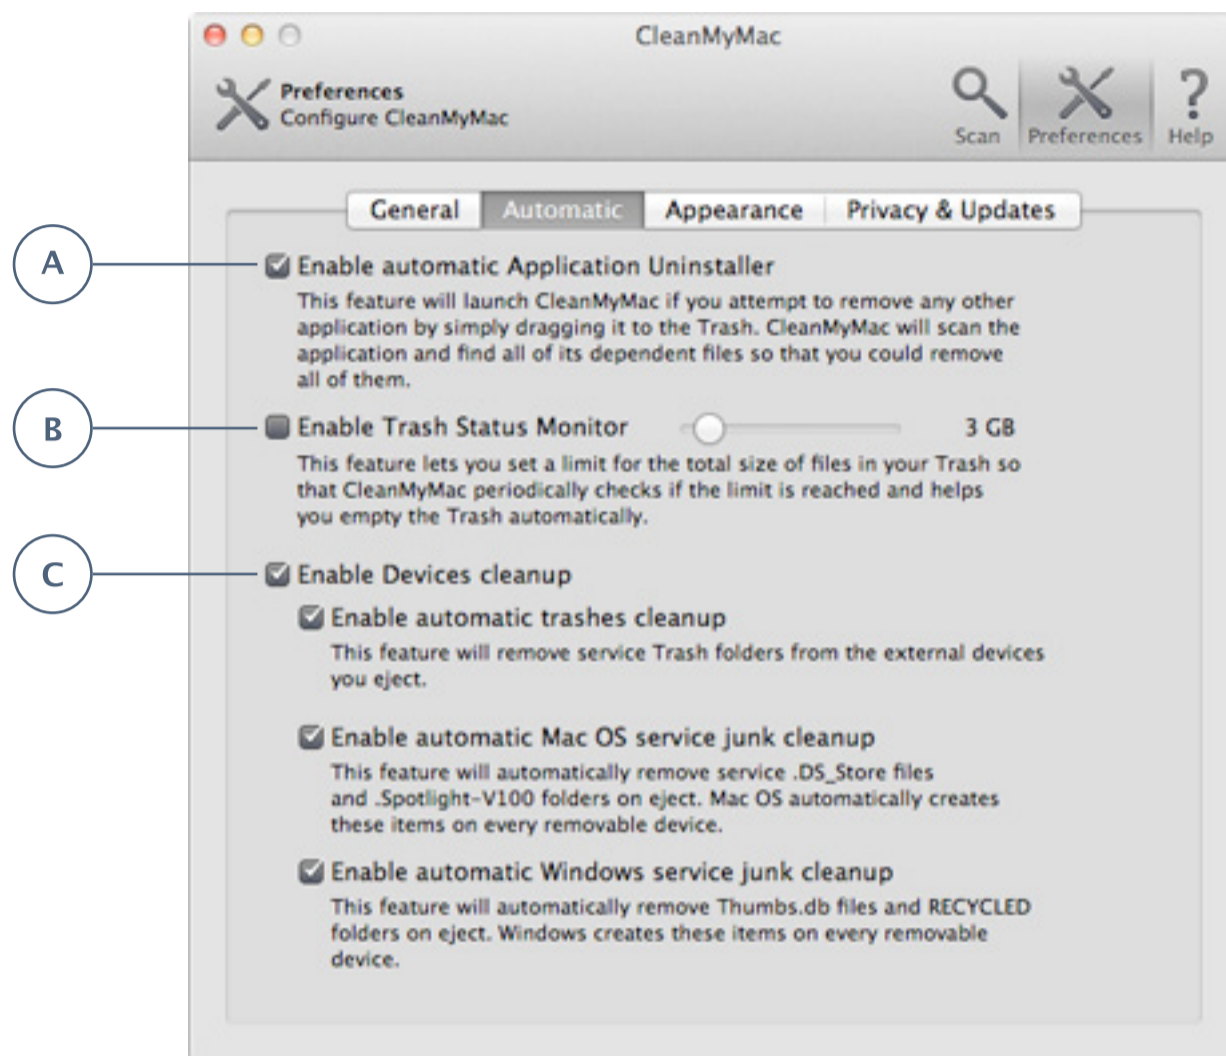 CleanMyMac
Preferences
Configure CleanMyMac
Scan
Preferences
Help
General
Automatic
Appearance
Privacy & Updates
A
Enable automatic Application Uninstaller
This feature will launch CleanMyMac if you attempt to remove any other
application by simply dragging it to the Trash. CleanMyMac will scan the
application and find all of its dependent files so that you could remove
all of them.
B
Enable Trash Status Monitor
3 GB
This feature lets you set a limit for the total size of files in your Trash so
that CleanMyMac periodically checks if the limit is reached and helps
you empty the Trash automatically.
C
Enable Devices cleanup
Enable automatic trashes cleanup
This feature will remove service Trash folders from the external devices
you eject.
Enable automatic Mac OS service junk cleanup
This feature will automatically remove service .DS_Store files
and .Spotlight-V100 folders on eject. Mac OS automatically creates
these items on every removable device.
Enable automatic Windows service junk cleanup
This feature will automatically remove Thumbs.db files and RECYCLED
folders on eject. Windows creates these items on every removable
device.